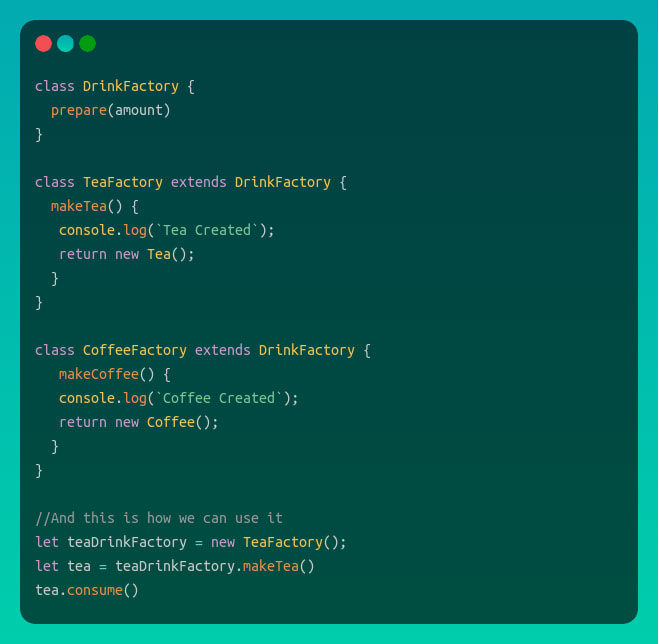 class DrinkFactory {
  prepare(amount)
}

class TeaFactory extends DrinkFactory {
  makeTea() {
   console.log(`Tea Created`);
   return new Tea();
  }
}

class CoffeeFactory extends DrinkFactory {
   makeCoffee() {
   console.log(`Coffee Created`);
   return new Coffee();
  }
}

//And this is how we can use it
let teaDrinkFactory = new TeaFactory();
let tea = teaDrinkFactory.makeTea()
tea.consume()